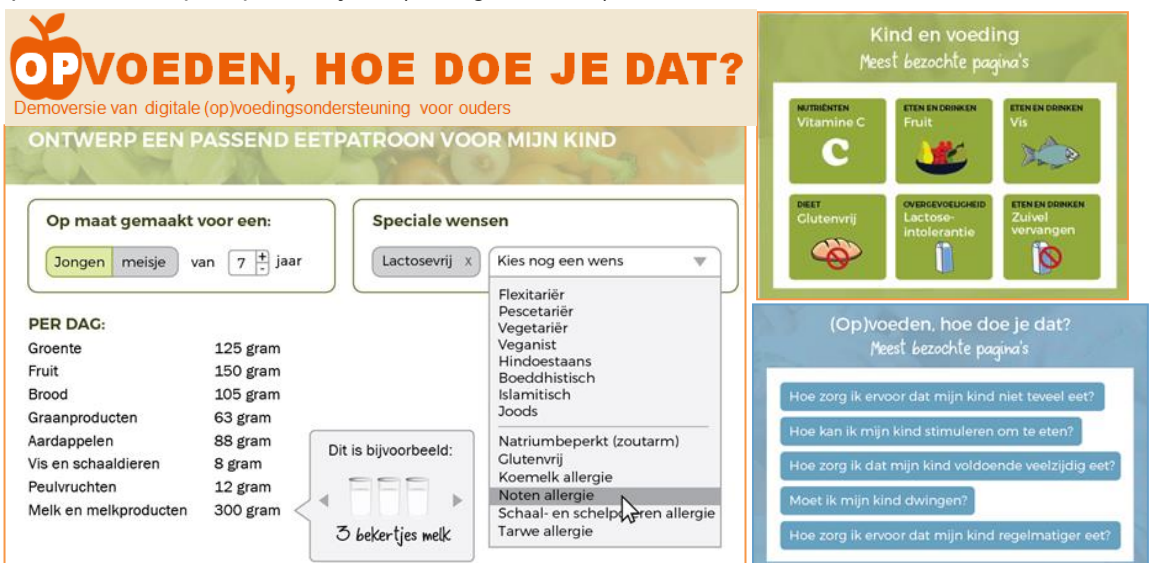 OPVOEDEN, HOE DOE JE DAT?
Demoversie van digitale (op)voedingsondersteuning voor ouders
ONTWERP EEN PASSEND EETPATROON VOOR MIJN KIND
Op maat gemaakt voor een:
Jongen meisje van 7 + - jaar
Speciale wensen
Lactosevrij x Kies nog een wens
Flexitariër
Pescetariër
Vegetariër
Veganist
Hindoestaans
Boeddhistisch
Islamitisch
Joods
Natriumbeperkt (zoutarm)
Glutenvrij
Koemelk allergie
Noten allergie
Schaal- en schelpdieren allergie
Tarwe allergie
PER DAG:
Groente 125 gram
Fruit 150 gram
Brood 105 gram
Graanproducten 63 gram
Aardappelen 88 gram
Vis en schaaldieren 8 gram
Peulvruchten 12 gram
Melk en melkproducten 300 gram
Dit is bijvoorbeeld:
3 bekertjes melk
Kind en voeding
Meest bezochte pagina's
NUTRIËNTEN
Vitamine C
C
ETEN EN DRINKEN
Fruit
ETEN EN DRINKEN
Vis
DIEET
Glutenvrij
OVERGEVOELIGHEID
Lactose-
intolerantie
ETEN EN DRINKEN
Zuivel
vervangen
(Op)voeden, hoe doe je dat?
Meest bezochte pagina's
Hoe zorg ik ervoor dat mijn kind niet teveel eet?
Hoe kan ik mijn kind stimuleren om te eten?
Hoe zorg ik dat mijn kind voldoende veelzijdig eet?
Moet ik mijn kind dwingen?
Hoe zorg ik ervoor dat mijn kind regelmatiger eet?